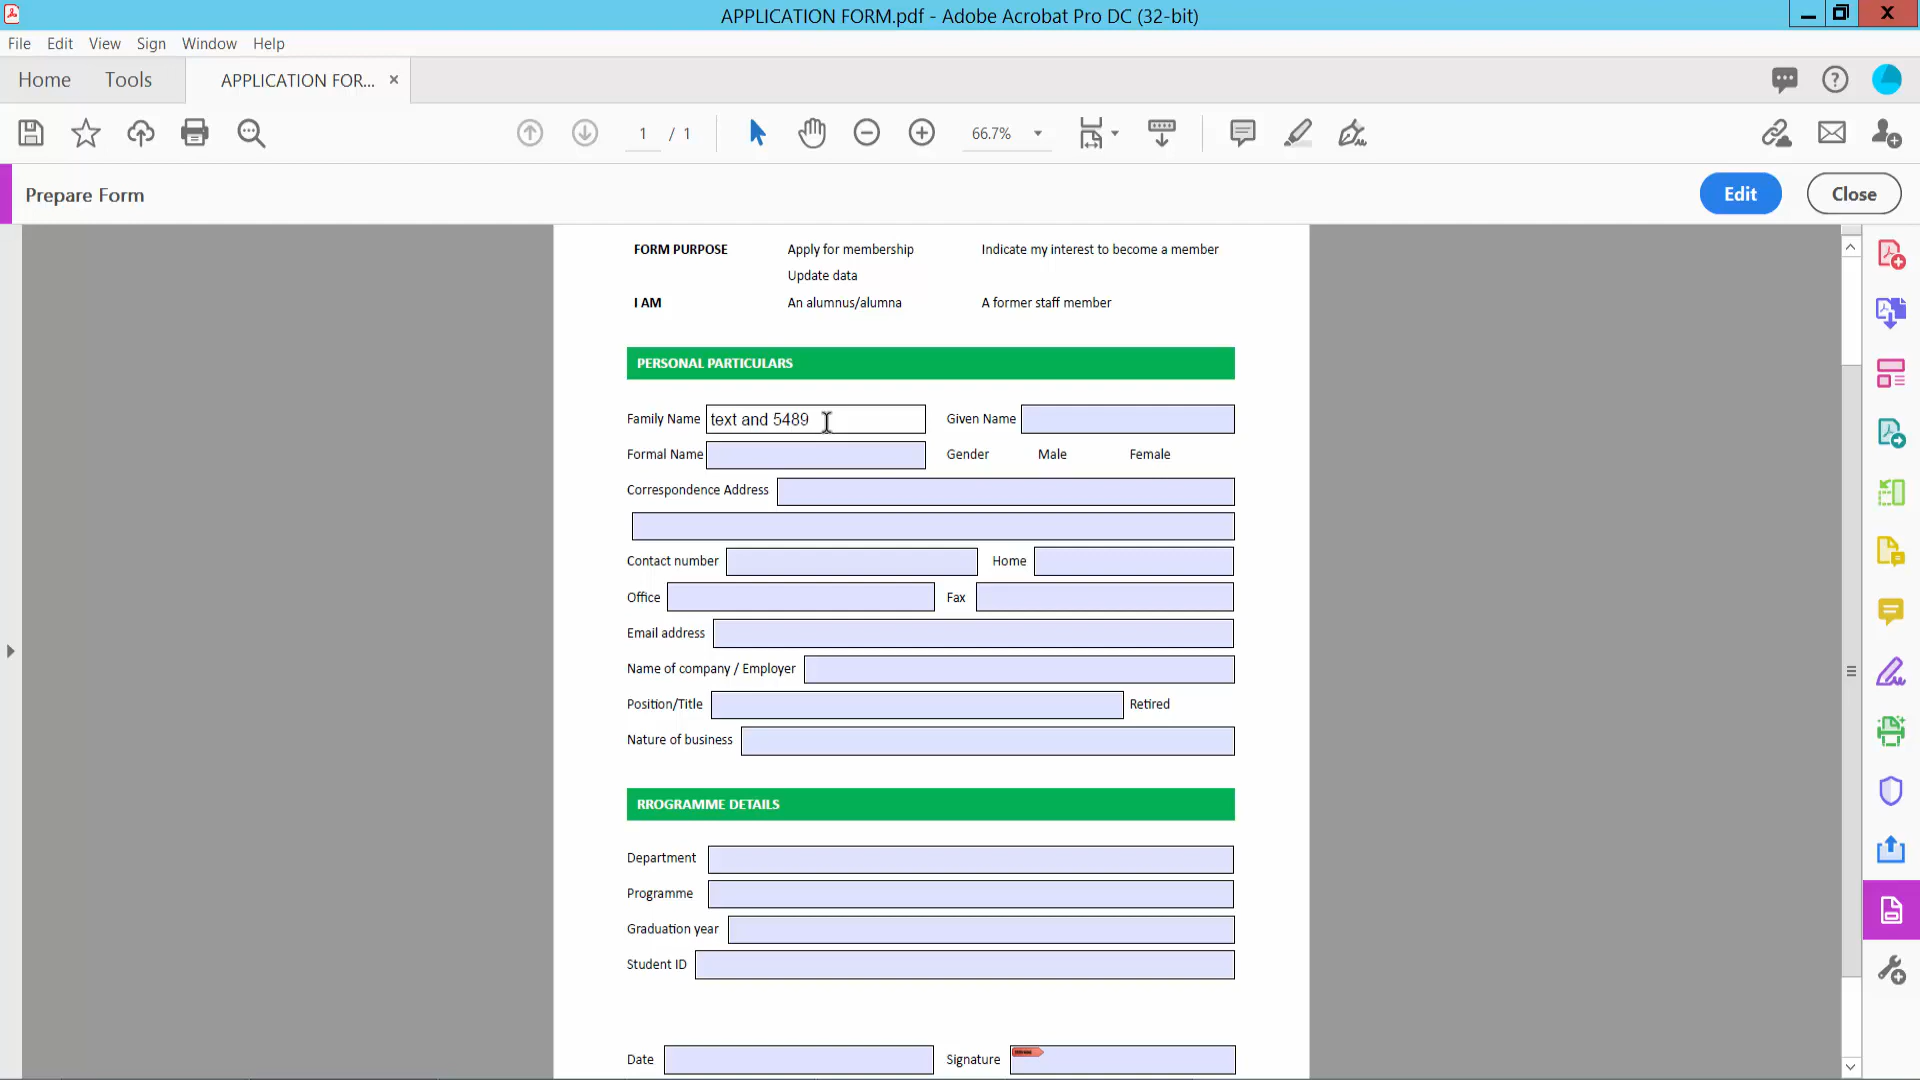 APPLICATION FORM.pdf - Adobe Acrobat Pro DC (32-bit)
File Edit View Sign Window Help
Home Tools APPLICATION FOR... ×
1 / 1 66.7%
Prepare Form Edit Close
FORM PURPOSE Apply for membership Indicate my interest to become a member
Update data
I AM An alumnus/alumna A former staff member
PERSONAL PARTICULARS
Family Name text and 5489 Given Name
Formal Name Gender Male Female
Correspondence Address
Contact number Home
Office Fax
Email address
Name of company / Employer
Position/Title Retired
Nature of business
RROGRAMME DETAILS
Department
Programme
Graduation year
Student ID
Date Signature